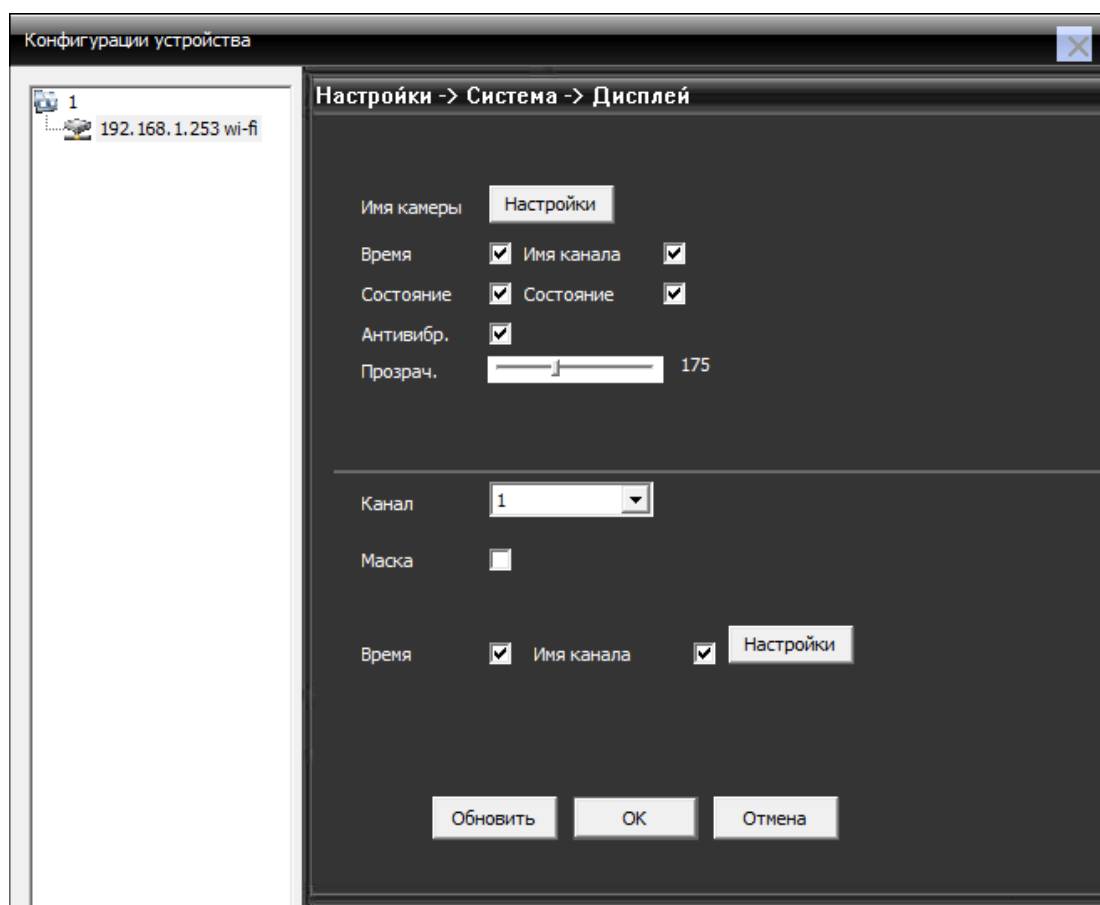 Конфигурации устройства
1
192.168.1.253 wi-fi
Настройки -> Система -> Дисплей
Имя камеры Настройки
Время Имя канала
Состояние Состояние
Антивибр.
Прозрач. 175
Канал 1
Маска
Время Имя канала Настройки
Обновить OK Отмена